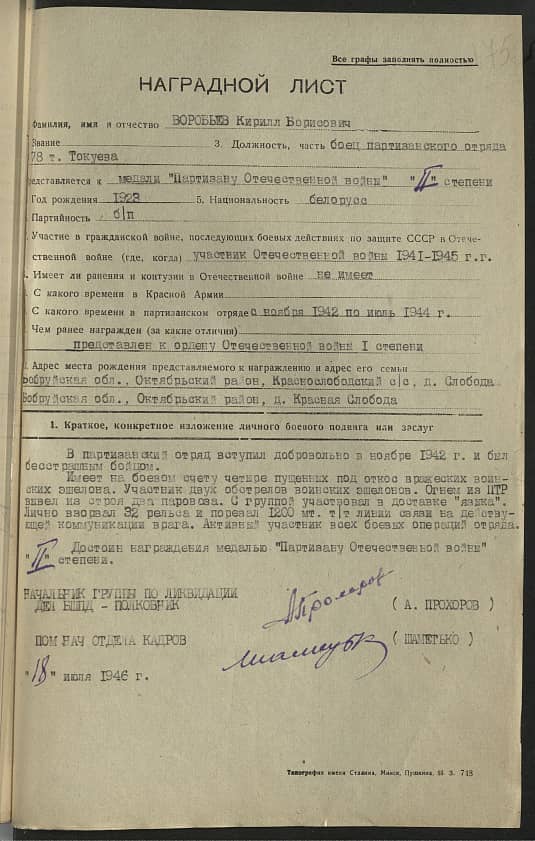 Все графы заполнять полностью
75
НАГРАДНОЙ ЛИСТ
Фамилия, имя и отчество ВОРОБЬЕВ Кирилл Борисович
Звание 3. Должность, часть боец партизанского отряда
78 т. Токуева
представляется к медали "Партизану Отечественной войны" "II" степени
Год рождения 1923 5. Национальность белорусс
Партийность б/п
Участие в гражданской войне, последующих боевых действиях по защите СССР в Отече-
ственной войне (где, когда) участник Отечественной войны 1941-1945 г.г.
Имеет ли ранения и контузии в Отечественной войне не имеет
С какого времени в Красной Армии
С какого времени в партизанском отряде с ноября 1942 по июль 1944 г.
Чем ранее награжден (за какие отличия)
представлен к ордену Отечественной войны I степени
Адрес места рождения представляемого к награждению и адрес его семьи
Бобруйская обл., Октябрьский район, Краснослободский с/с, д. Слобода
Бобруйская обл., Октябрьский район, д. Красная Слобода
1. Краткое, конкретное изложение личного боевого подвига или заслуг
В партизанский отряд вступил добровольно в ноябре 1942 г. и был
бесстрашным бойцом.
Имеет на боевом счету четыре пущенных под откос вражеских воин-
ских эшелона. Участник двух обстрелов воинских эшелонов. Огнем из ПТР
вывел из строя два паровоза. С группой участвовал в доставке "языка".
Лично взорвал 32 рельса и порезал 1200 мт. т/т линии связи на действу-
ющей коммуникации врага. Активный участник всех боевых операций отряда.
Достоин награждения медалью "Партизану Отечественной войны"
"II" степени.
НАЧАЛЬНИК ГРУППЫ ПО ЛИКВИДАЦИИ
ДЕЛ БШПД - ПОЛКОВНИК ( А. ПРОХОРОВ )
ПОМ НАЧ ОТДЕЛА КАДРОВ ( ШАМЕТЬКО )
"18" июля 1946 г.
Типография имени Сталина, Минск, Пушкина, 55 З. 743